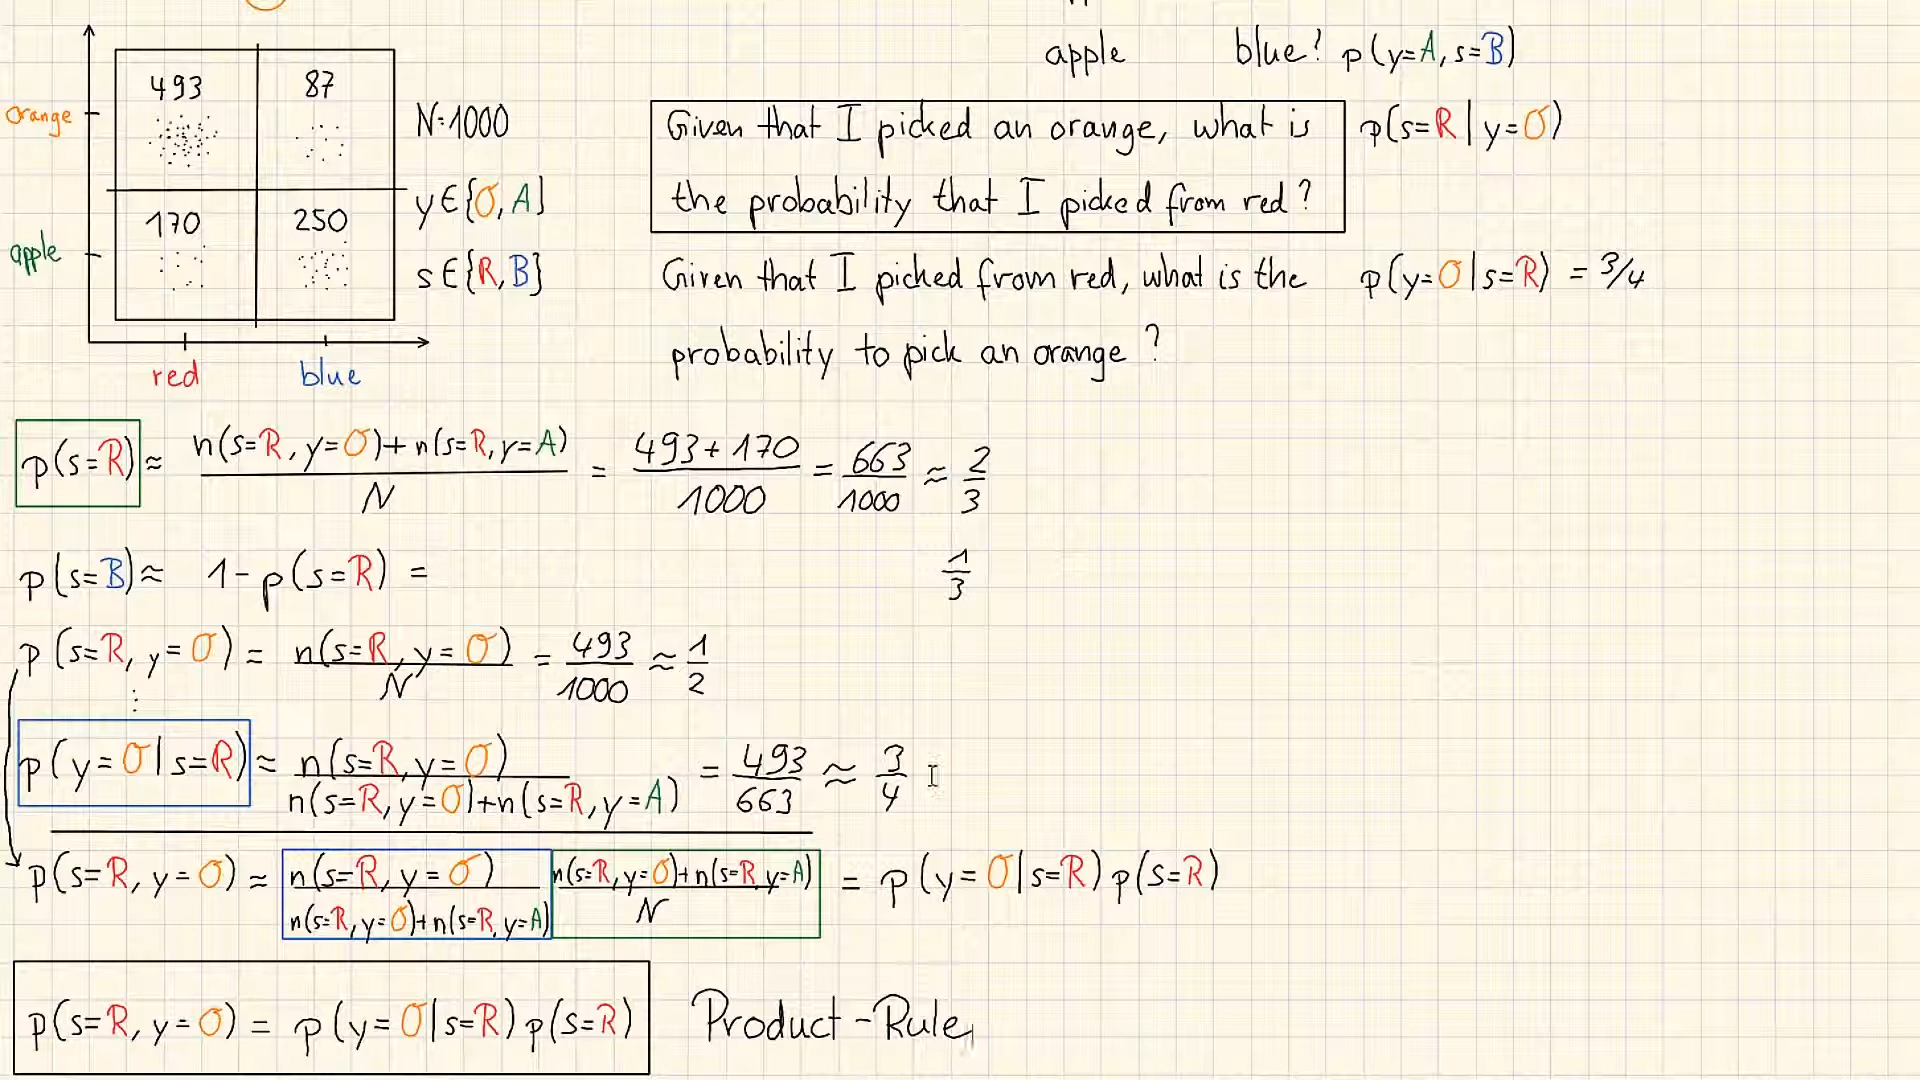 apple blue? p(y=A, s=B)
493 87
orange
N=1000
Given that I picked an orange, what is
the probability that I picked from red?
p(s=R | y=O)
170 250
apple
y∈{O, A}
s∈{R, B}
red blue
Given that I picked from red, what is the
probability to pick an orange?
p(y=O | s=R) = 3/4
p(s=R) ≈ n(s=R, y=O)+n(s=R, y=A) / N = 493+170 / 1000 = 663 / 1000 ≈ 2/3
p(s=B) ≈ 1-p(s=R) = 1/3
p(s=R, y=O) = n(s=R, y=O) / N = 493 / 1000 ≈ 1/2
⋮
p(y=O | s=R) ≈ n(s=R, y=O) / n(s=R, y=O)+n(s=R, y=A) = 493 / 663 ≈ 3/4
p(s=R, y=O) ≈ n(s=R, y=O) / n(s=R, y=O)+n(s=R, y=A) n(s=R, y=O)+n(s=R, y=A) / N = p(y=O | s=R) p(s=R)
p(s=R, y=O) = p(y=O | s=R) p(s=R) Product-Rule